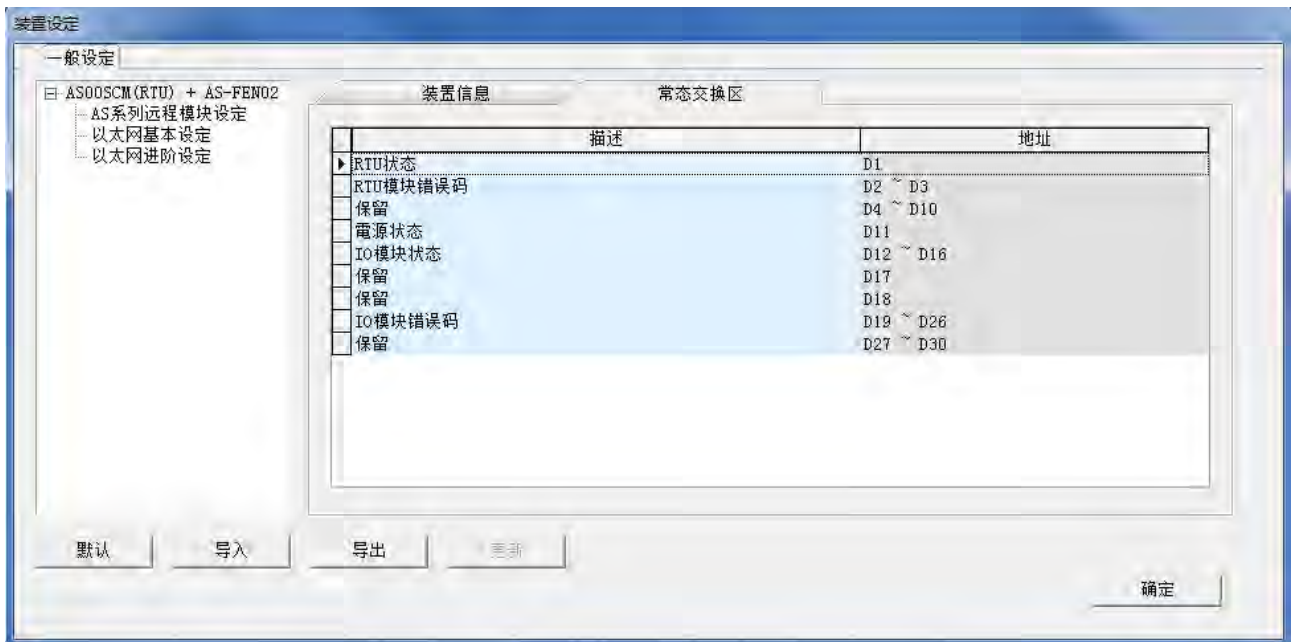 装置设定
一般设定
AS00SCM(RTU) + AS-FEN02
AS系列远程模块设定
以太网基本设定
以太网进阶设定
装置信息 常态交换区
描述 地址
RTU状态 D1
RTU模块错误码 D2 ~ D3
保留 D4 ~ D10
電源状态 D11
IO模块状态 D12 ~ D16
保留 D17
保留 D18
IO模块错误码 D19 ~ D26
保留 D27 ~ D30
默认 导入 导出
确定